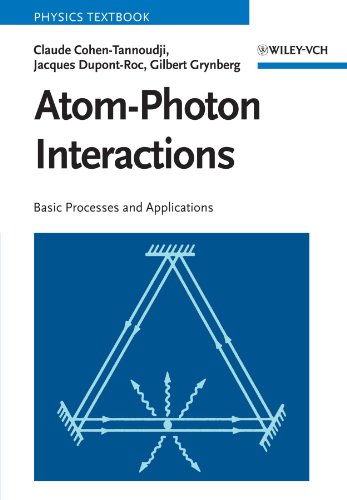 PHYSICS TEXTBOOK
Claude Cohen-Tannoudji,
Jacques Dupont-Roc, Gilbert Grynberg
WILEY-VCH
Atom-Photon
Interactions
Basic Processes and Applications